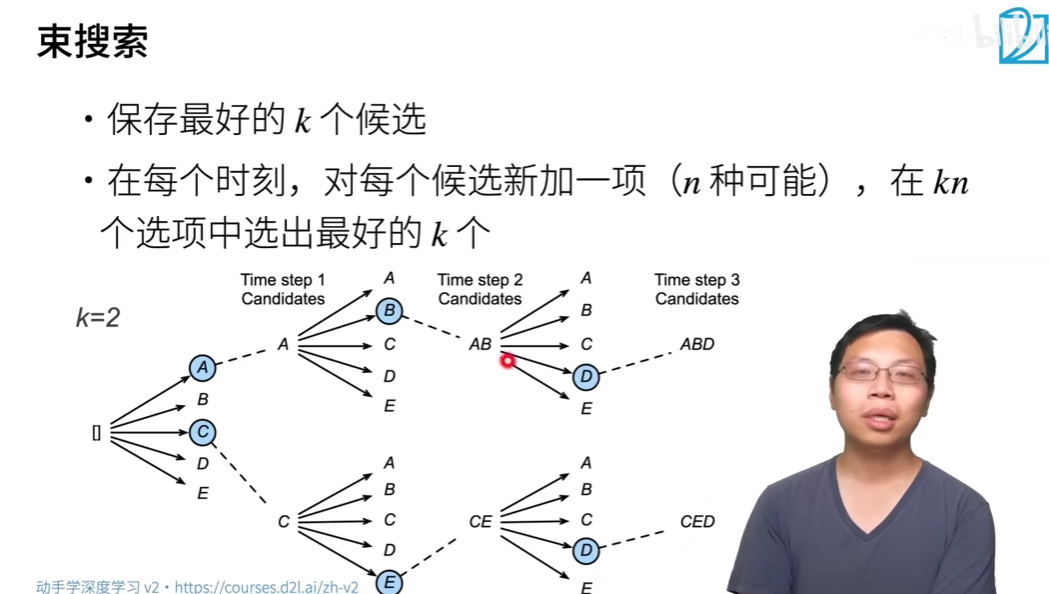 束搜索
bilibili
• 保存最好的 k 个候选
• 在每个时刻，对每个候选新加一项（n 种可能），在 kn
个选项中选出最好的 k 个
k=2
Time step 1
Candidates
Time step 2
Candidates
Time step 3
Candidates
[]
A
B
C
D
E
A
A
B
C
D
E
AB
A
B
C
D
E
ABD
C
A
B
C
D
E
CE
A
B
C
D
E
CED
动手学深度学习 v2 • https://courses.d2l.ai/zh-v2